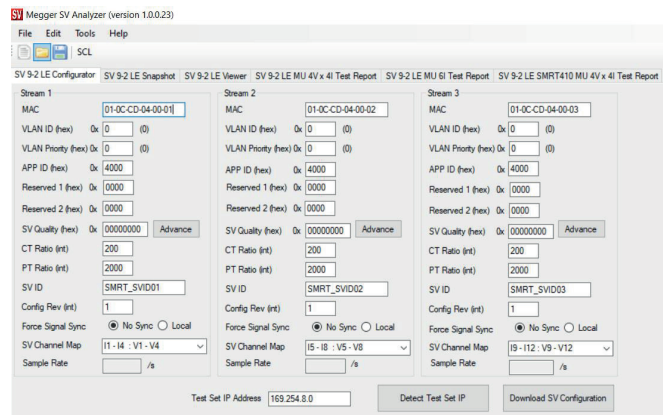 SV Megger SV Analyzer (version 1.0.0.23)
File Edit Tools Help
SCL
SV 9-2 LE Configurator SV 9-2 LE Snapshot SV 9-2 LE Viewer SV 9-2 LE MU 4V x 4I Test Report SV 9-2 LE MU 6I Test Report SV 9-2 LE SMRT410 MU 4V x 4I Test Report
Stream 1
MAC 01-0C-CD-04-00-01
VLAN ID (hex) 0x 0 (0)
VLAN Priority (hex) 0x 0 (0)
APP ID (hex) 0x 4000
Reserved 1 (hex) 0x 0000
Reserved 2 (hex) 0x 0000
SV Quality (hex) 0x 00000000 Advance
CT Ratio (int) 200
PT Ratio (int) 2000
SV ID SMRT_SVID01
Config Rev (int) 1
Force Signal Sync No Sync Local
SV Channel Map I1 - I4 : V1 - V4
Sample Rate /s
Stream 2
MAC 01-0C-CD-04-00-02
VLAN ID (hex) 0x 0 (0)
VLAN Priority (hex) 0x 0 (0)
APP ID (hex) 0x 4000
Reserved 1 (hex) 0x 0000
Reserved 2 (hex) 0x 0000
SV Quality (hex) 0x 00000000 Advance
CT Ratio (int) 200
PT Ratio (int) 2000
SV ID SMRT_SVID02
Config Rev (int) 1
Force Signal Sync No Sync Local
SV Channel Map I5 - I8 : V5 - V8
Sample Rate /s
Stream 3
MAC 01-0C-CD-04-00-03
VLAN ID (hex) 0x 0 (0)
VLAN Priority (hex) 0x 0 (0)
APP ID (hex) 0x 4000
Reserved 1 (hex) 0x 0000
Reserved 2 (hex) 0x 0000
SV Quality (hex) 0x 00000000 Advance
CT Ratio (int) 200
PT Ratio (int) 2000
SV ID SMRT_SVID03
Config Rev (int) 1
Force Signal Sync No Sync Local
SV Channel Map I9 - I12 : V9 - V12
Sample Rate /s
Test Set IP Address 169.254.8.0 Detect Test Set IP Download SV Configuration